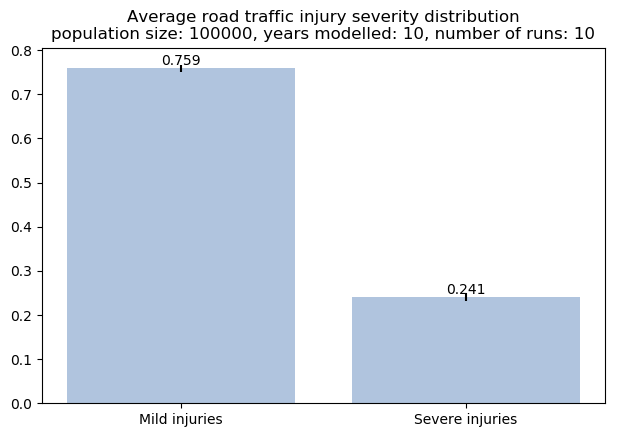 Average road traffic injury severity distribution
population size: 100000, years modelled: 10, number of runs: 10
0.8
0.7
0.6
0.5
0.4
0.3
0.2
0.1
0.0
0.759
0.241
Mild injuries
Severe injuries